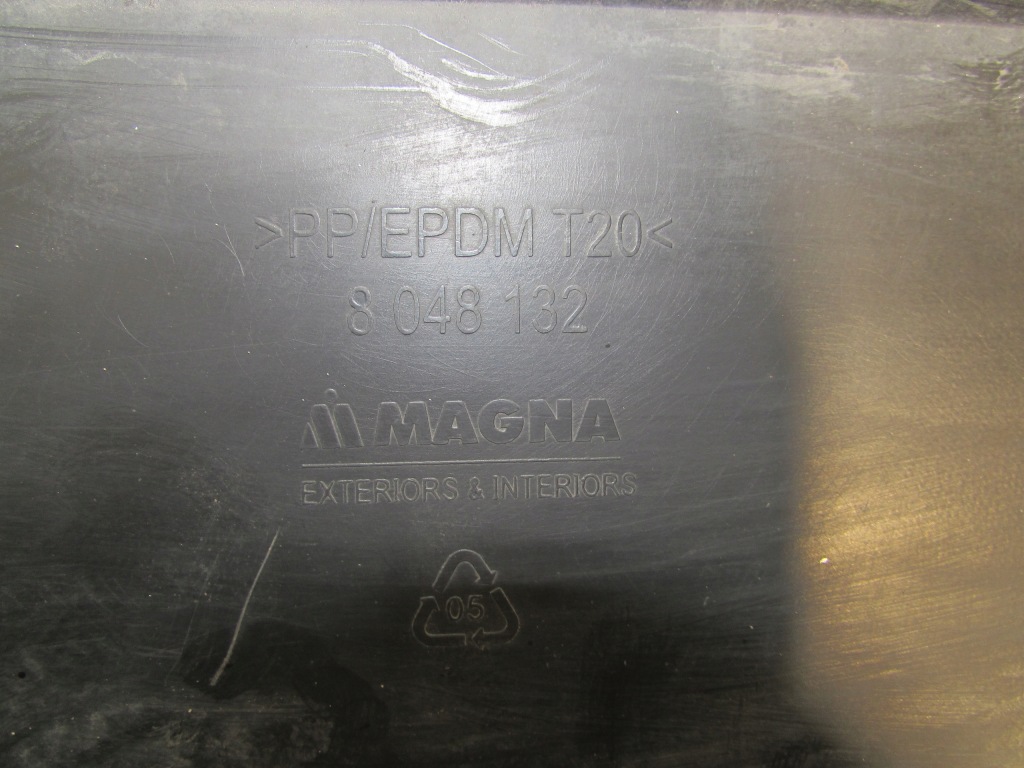 >PP/EPDM T20<
8 048 132
MAGNA
EXTERIORS & INTERIORS
05